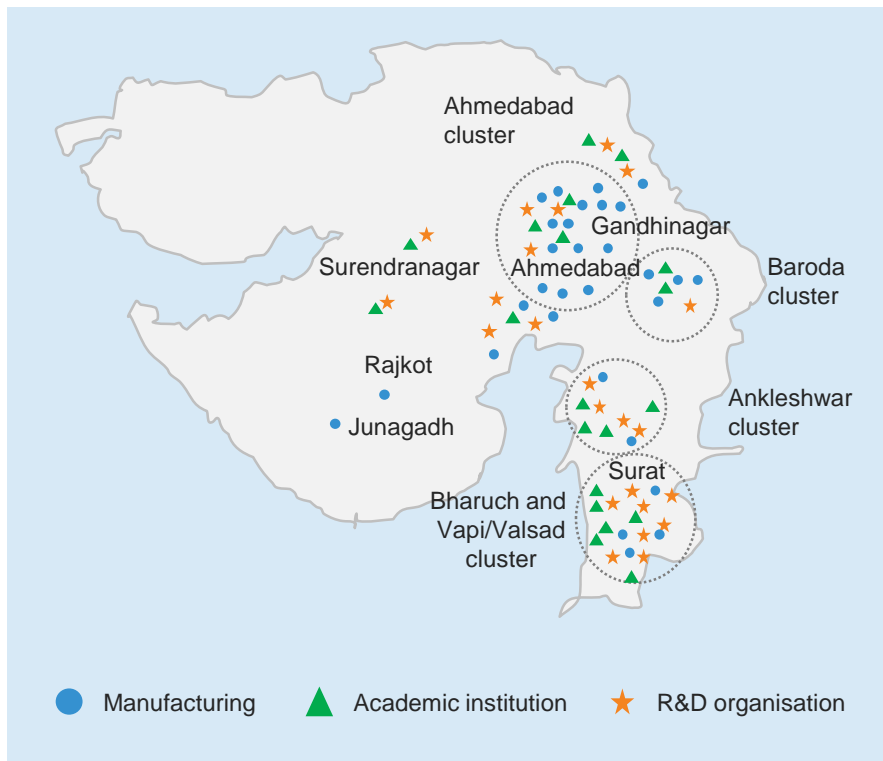 Ahmedabad
cluster
Gandhinagar
Ahmedabad
Surendranagar
Baroda
cluster
Rajkot
Junagadh
Ankleshwar
cluster
Surat
Bharuch and
Vapi/Valsad
cluster
Manufacturing
Academic institution
R&D organisation